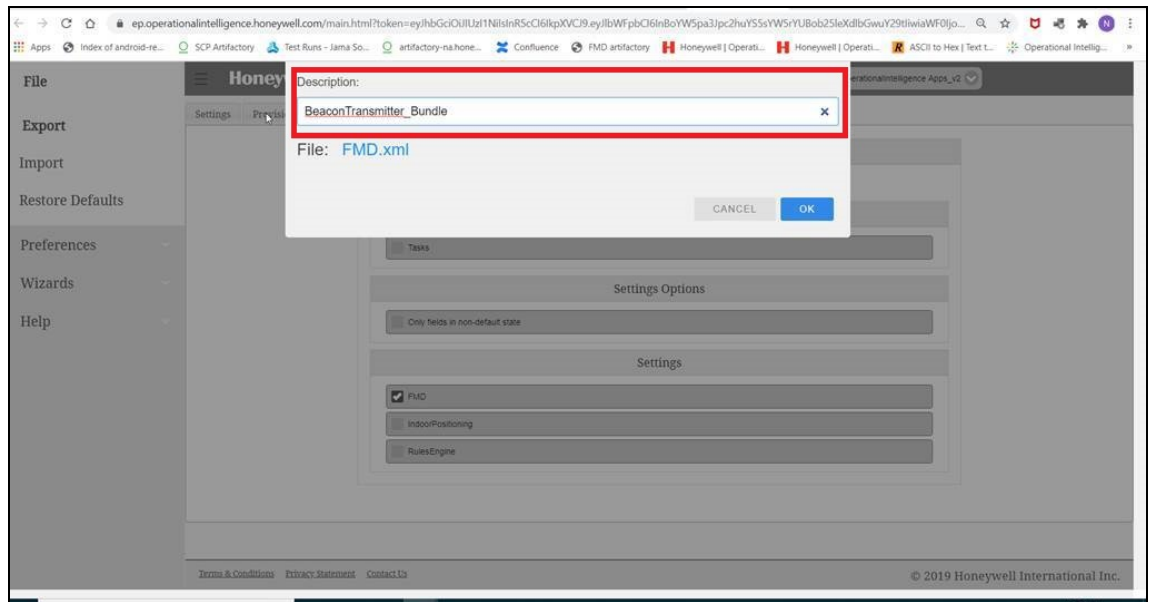 ep.operationalintelligence.honeywell.com/main.html?token=
Apps Index of android-re... SCP Artifactory Test Runs - Jama So... artifactory-na.hone... Confluence FMD artifactory Honeywell | Operati... Honeywell | Operati... ASCII to Hex | Text t... Operational Intellig... »
File
Honey
Description:
erationalintelligence Apps_v2
Settings Provisi
BeaconTransmitter_Bundle
Export
File: FMD.xml
Import
Restore Defaults
CANCEL OK
Preferences
Tasks
Wizards
Settings Options
Help
Only fields in non-default state
Settings
FMD
IndoorPositioning
RulesEngine
Terms & Conditions Privacy Statement Contact Us
© 2019 Honeywell International Inc.